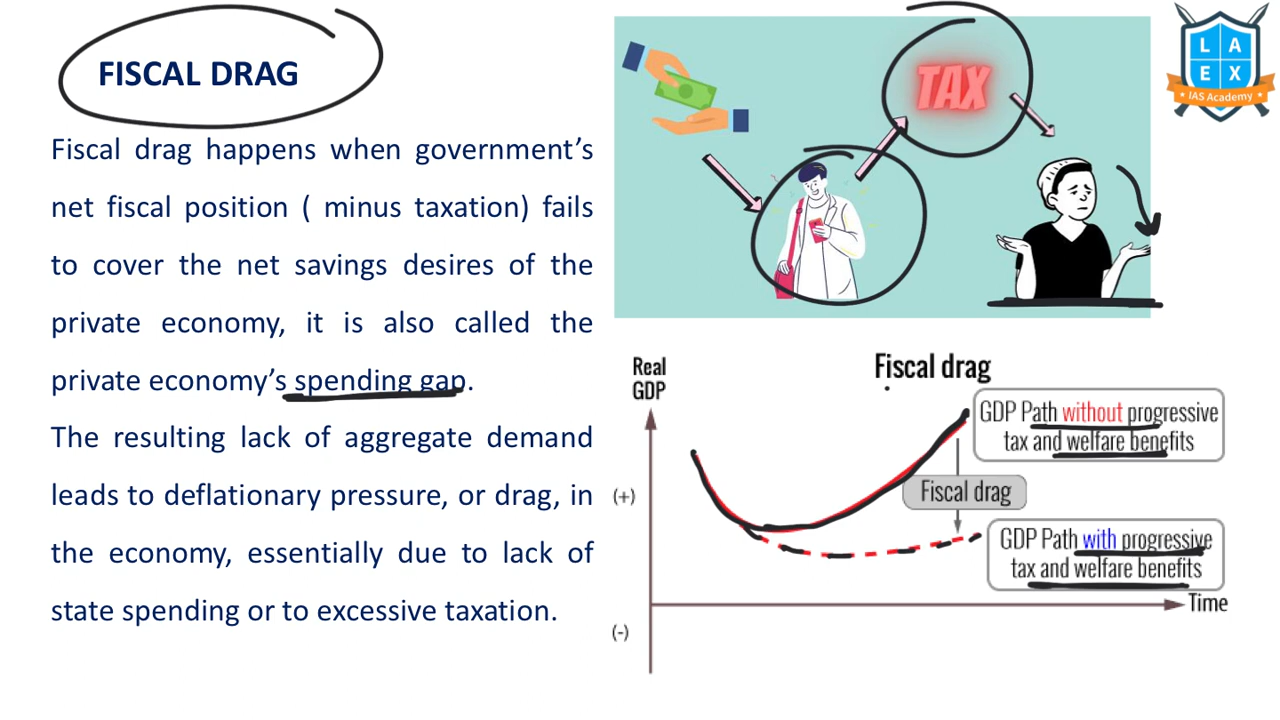 FISCAL DRAG
Fiscal drag happens when government’s
net fiscal position ( minus taxation) fails
to cover the net savings desires of the
private economy, it is also called the
private economy’s spending gap.
The resulting lack of aggregate demand
leads to deflationary pressure, or drag, in
the economy, essentially due to lack of
state spending or to excessive taxation.
TAX
L A
E X
IAS Academy
Fiscal drag
Real
GDP
GDP Path without progressive
tax and welfare benefits
(+)
Fiscal drag
GDP Path with progressive
tax and welfare benefits
Time
(-)